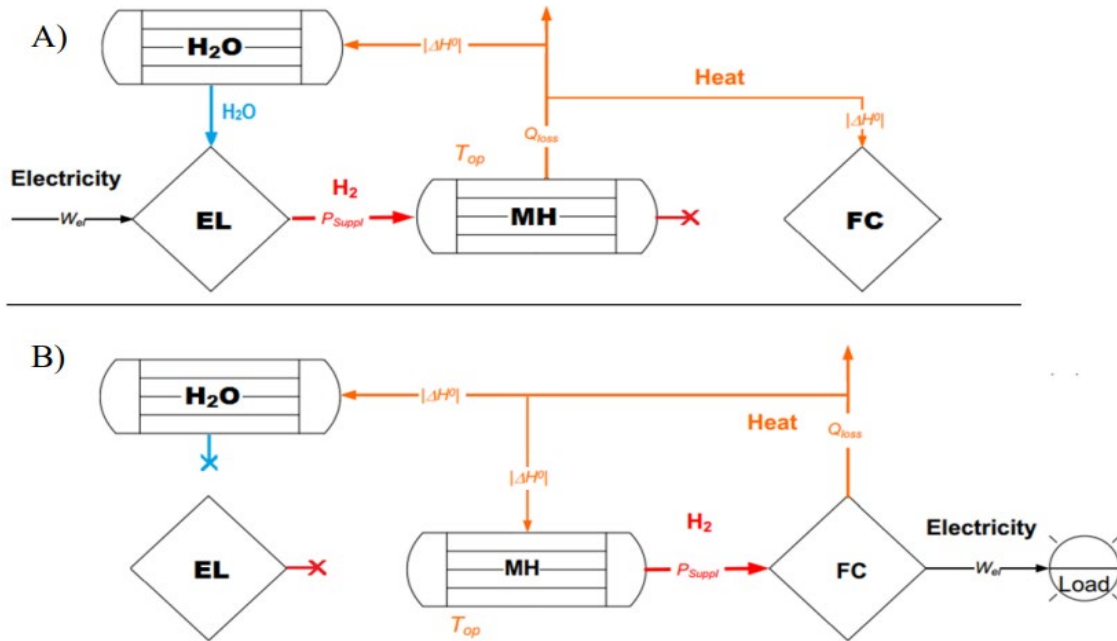 A)
H₂O
|ΔH⁰|
Heat
H₂O
|ΔH⁰|
Q_loss
T_op
Electricity
H₂
W_el
EL
P_Suppl
MH
FC
B)
H₂O
|ΔH⁰|
Heat
Q_loss
|ΔH⁰|
H₂
Electricity
EL
MH
P_Suppl
FC
W_el
Load
T_op